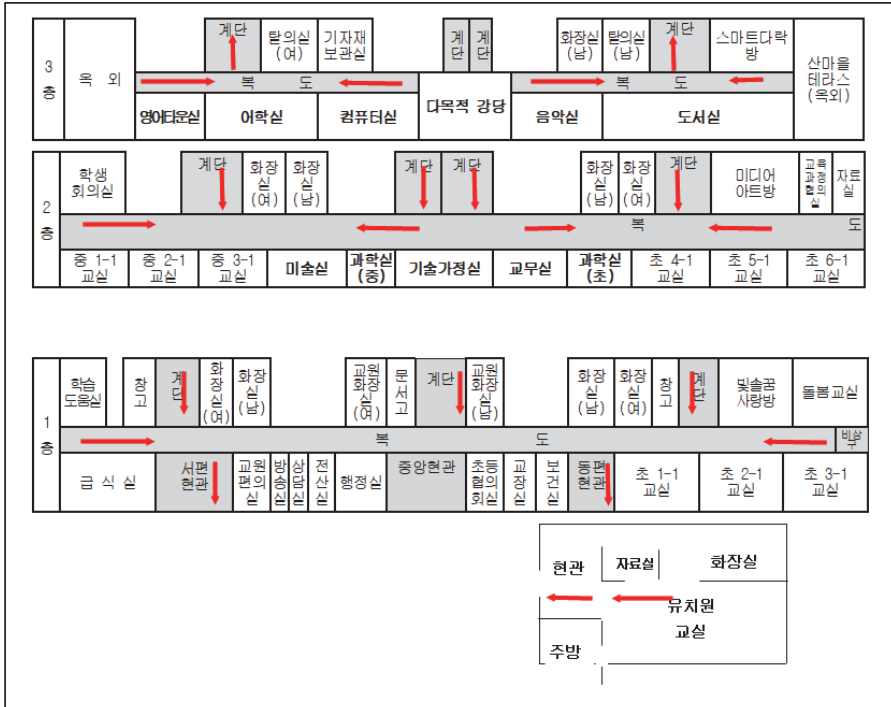 3
층
옥 외
계단
탈의실
(여)
기자재
보관실
계
단
계
단
화장
실
(남)
탈의실
(남)
계단
스마트다락
방
산마을
테라스
(옥외)
복 도
복 도
영어타운실
어학실
컴퓨터실
다목적 강당
음악실
도서실
2
층
학생
회의실
계단
화장
실
(여)
화장
실
(남)
계단
계단
화장
실
(남)
화장
실
(여)
계단
미디어
아트방
교육
과정
협의
실
자료
실
복 도
중 1-1
교실
중 2-1
교실
중 3-1
교실
미술실
과학실
(중)
기술가정실
교무실
과학실
(초)
초 4-1
교실
초 5-1
교실
초 6-1
교실
1
층
학습
도움실
창
고
계
단
화
장
실
(여)
화장
실
(남)
교원
화장
실
(여)
문
서
고
계단
교원
화장
실
(남)
화장
실
(남)
화장
실
(여)
창
고
계
단
빛솔꿈
사랑방
돌봄교실
복 도
비상
구
급 식 실
서편
현관
교원
편의
실
방
송
실
상
담
실
전
산
실
행정실
중앙현관
초등
협의
회실
교
장
실
보
건
실
동편
현관
초 1-1
교실
초 2-1
교실
초 3-1
교실
현관
자료실
화장실
유치원
교실
주방